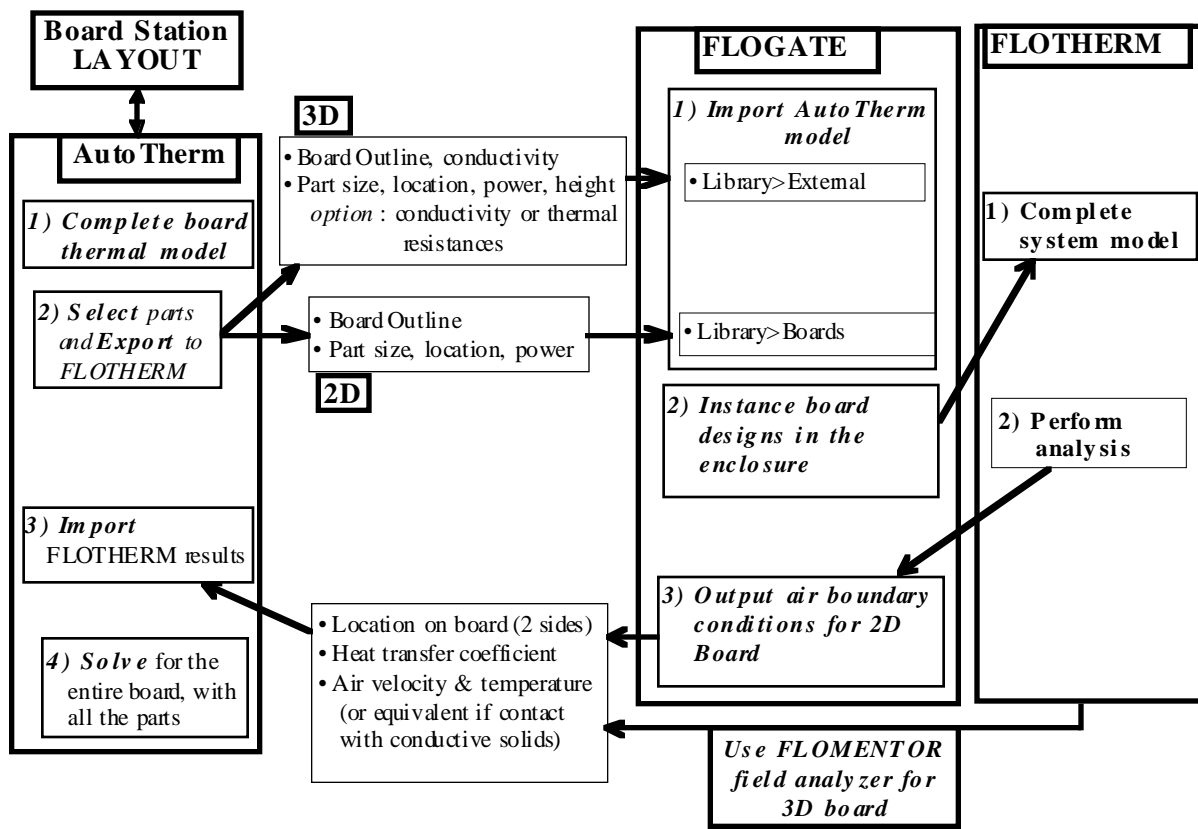 Board Station
LAYOUT
AutoTherm
1) Complete board
thermal model
2) Select parts
and Export to
FLOTHERM
3) Import
FLOTHERM results
4) Solve for the
entire board, with
all the parts
3D
• Board Outline, conductivity
• Part size, location, power, height
option : conductivity or thermal
resistances
• Board Outline
• Part size, location, power
2D
• Location on board (2 sides)
• Heat transfer coefficient
• Air velocity & temperature
(or equivalent if contact
with conductive solids)
FLOGATE
1) Import AutoTherm
model
• Library>External
• Library>Boards
2) Instance board
designs in the
enclosure
3) Output air boundary
conditions for 2D
Board
Use FLOMENTOR
field analyzer for
3D board
FLOTHERM
1) Complete
system model
2) Perform
analysis